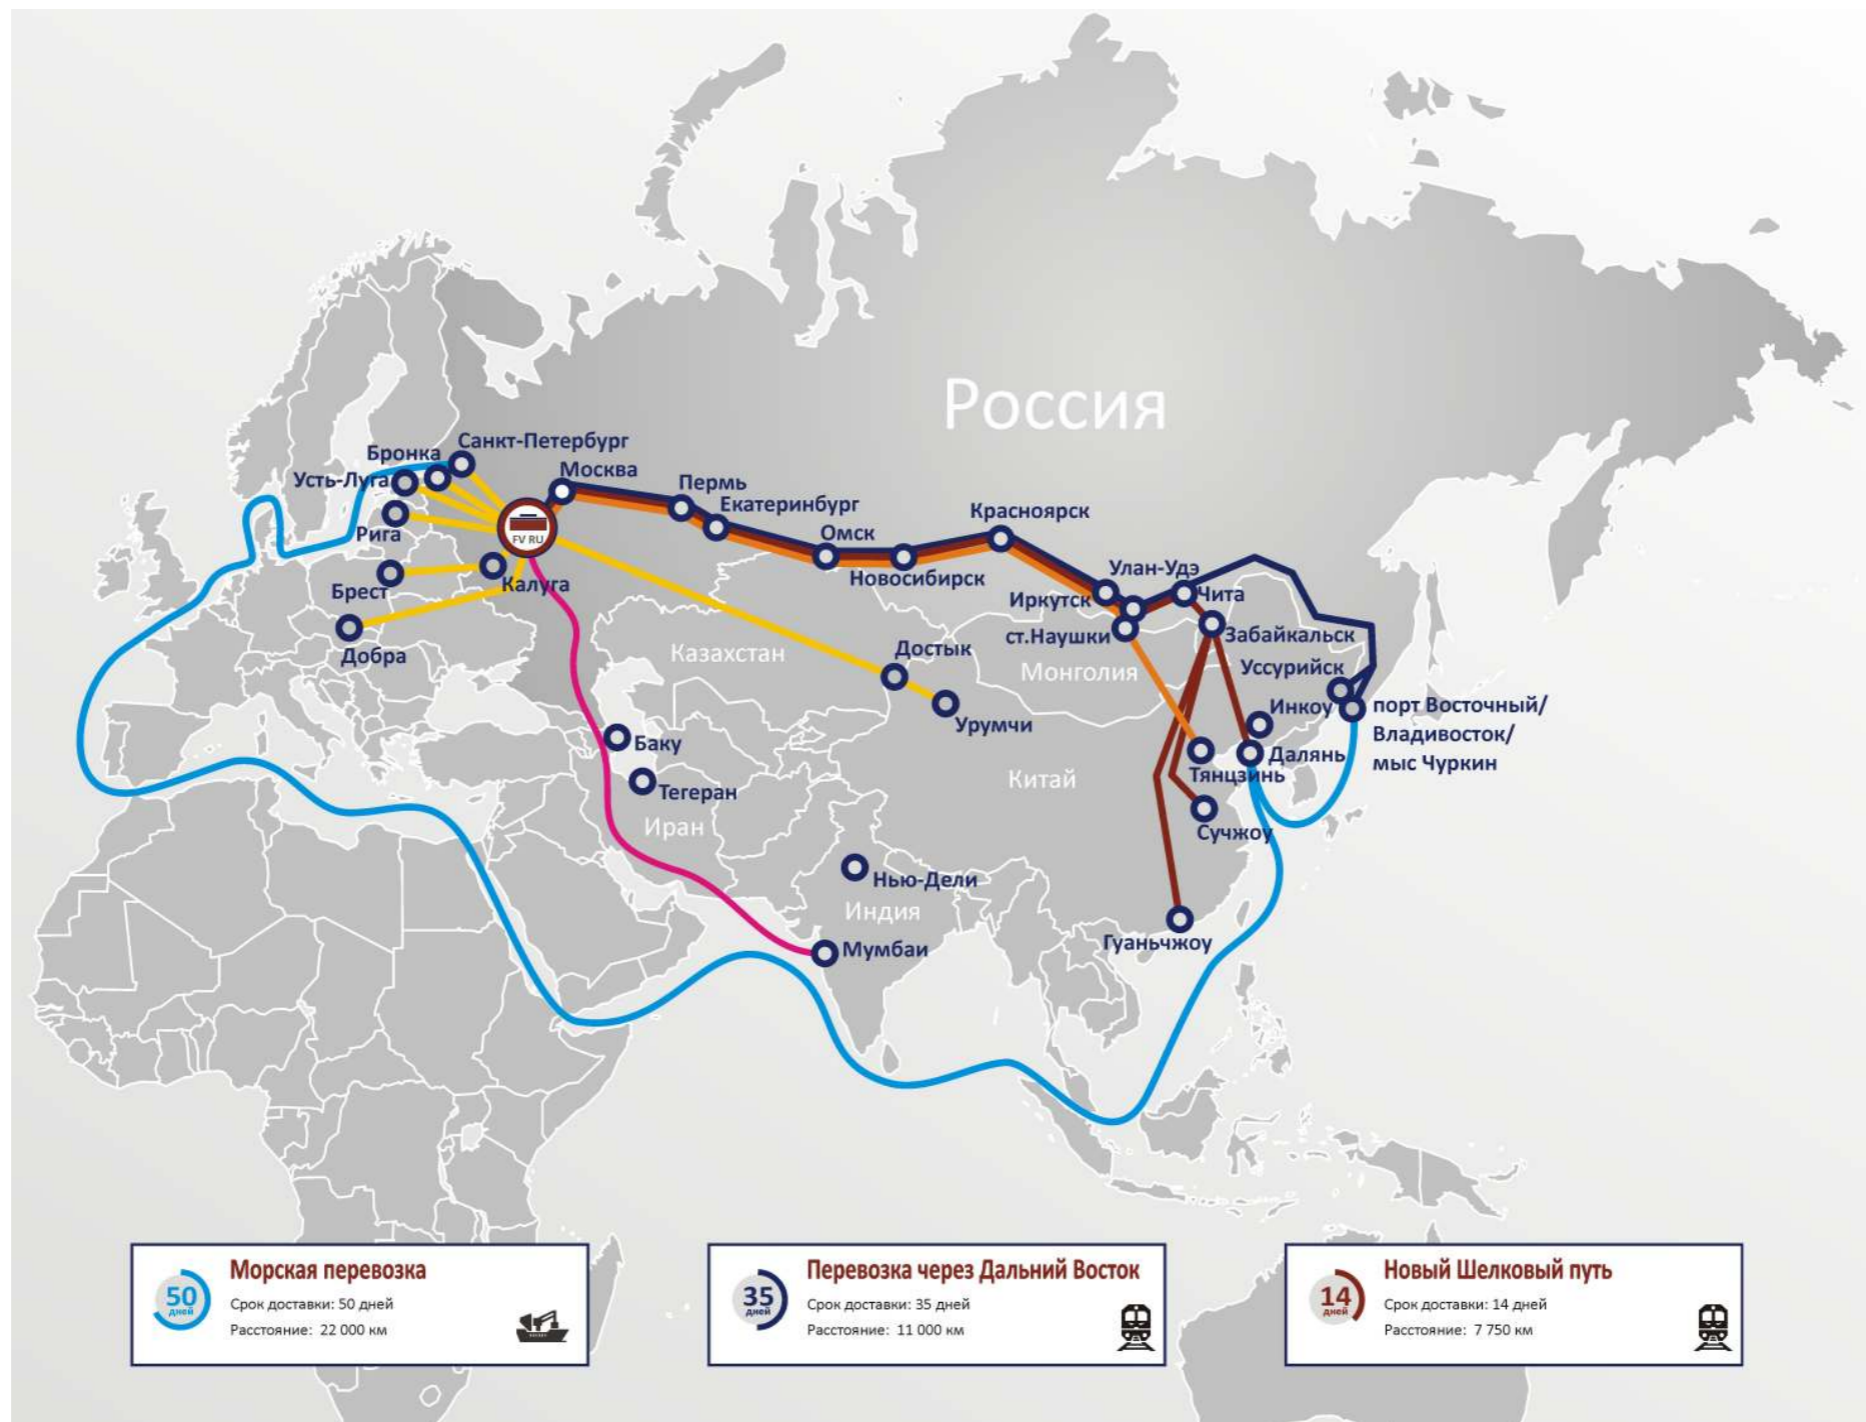 Россия
Санкт-Петербург
Бронка
Усть-Луга
Москва
Рига
FV RU
Брест
Калуга
Добра
Пермь
Екатеринбург
Омск
Новосибирск
Красноярск
Улан-Удэ
Иркутск
Чита
ст.Наушки
Забайкальск
Казахстан
Достык
Монголия
Уссурийск
Урумчи
Инкоу
порт Восточный/
Владивосток/
мыс Чуркин
Баку
Далянь
Тянцзинь
Китай
Тегеран
Иран
Сучжоу
Нью-Дели
Индия
Мумбаи
Гуаньчжоу
50
дней
Морская перевозка
Срок доставки: 50 дней
Расстояние: 22 000 км
35
дней
Перевозка через Дальний Восток
Срок доставки: 35 дней
Расстояние: 11 000 км
14
дней
Новый Шелковый путь
Срок доставки: 14 дней
Расстояние: 7 750 км